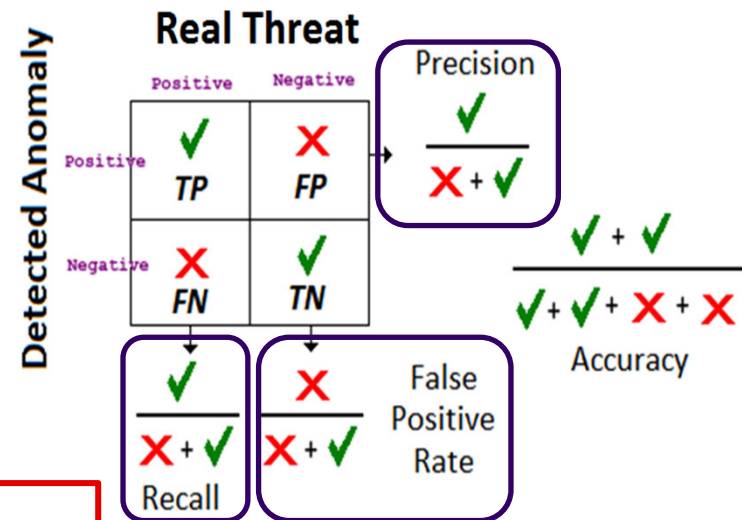 Real Threat
Detected Anomaly
Positive Negative
Positive
TP FP
Negative
FN TN
Precision
✓
X + ✓
✓ + ✓
✓ + ✓ + X + X
Accuracy
✓
X + ✓
Recall
X
X + ✓
False
Positive
Rate